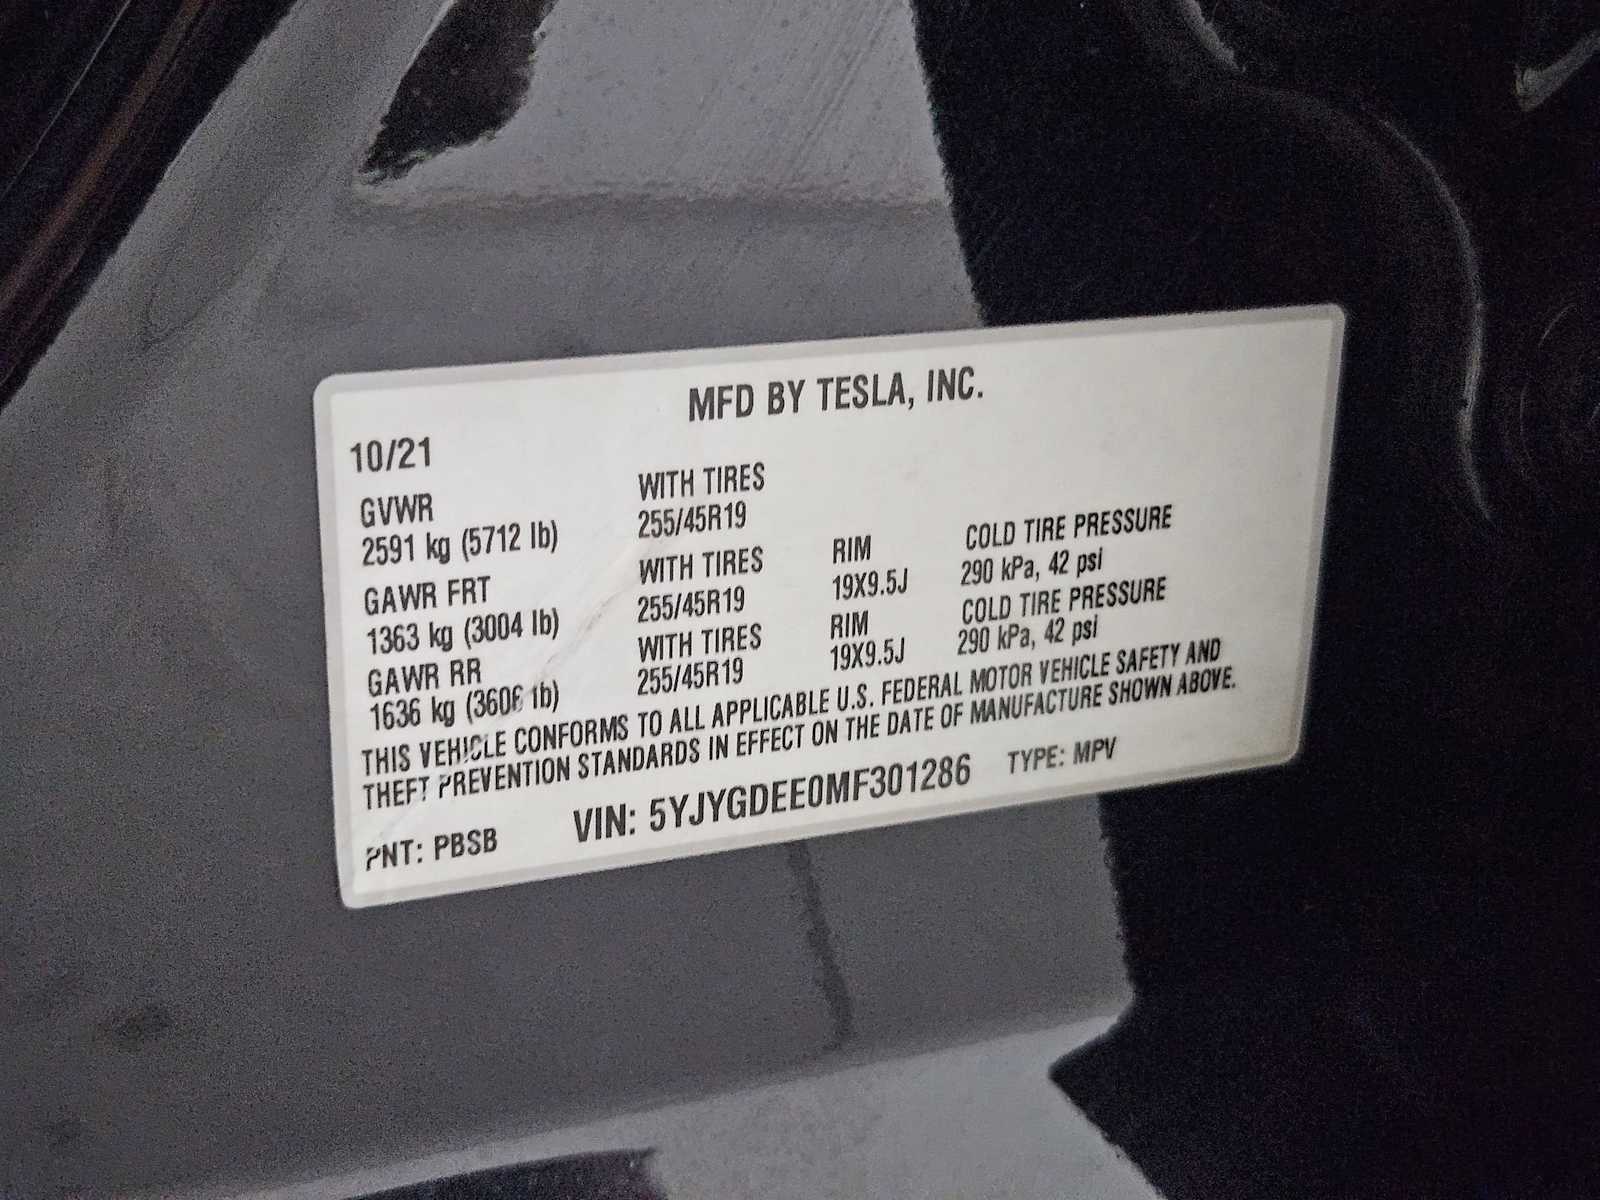 MFD BY TESLA, INC.
10/21
GVWR WITH TIRES
2591 kg (5712 lb) 255/45R19
GAWR FRT WITH TIRES RIM COLD TIRE PRESSURE
1363 kg (3004 lb) 255/45R19 19X9.5J 290 kPa, 42 psi
GAWR RR WITH TIRES RIM COLD TIRE PRESSURE
1636 kg (3606 lb) 255/45R19 19X9.5J 290 kPa, 42 psi
THIS VEHICLE CONFORMS TO ALL APPLICABLE U.S. FEDERAL MOTOR VEHICLE SAFETY AND
THEFT PREVENTION STANDARDS IN EFFECT ON THE DATE OF MANUFACTURE SHOWN ABOVE.
PNT: PBSB VIN: 5YJYGDEE0MF301286 TYPE: MPV